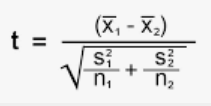 t = (x̅₁ - x̅₂) / √(s₁²/n₁ + s₂²/n₂)